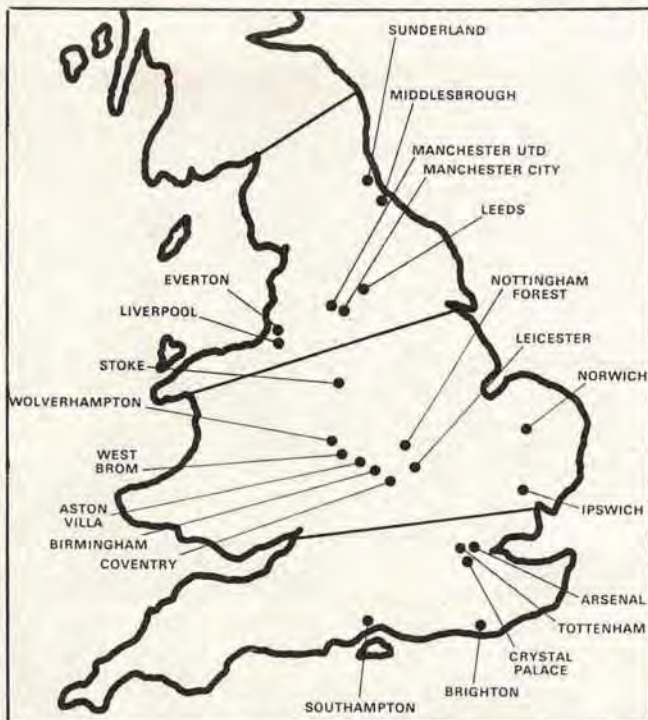 SUNDERLAND
MIDDLESBROUGH
MANCHESTER UTD
MANCHESTER CITY
LEEDS
EVERTON
NOTTINGHAM
FOREST
LIVERPOOL
LEICESTER
STOKE
NORWICH
WOLVERHAMPTON
WEST
BROM
ASTON
VILLA
IPSWICH
BIRMINGHAM
COVENTRY
ARSENAL
TOTTENHAM
CRYSTAL
PALACE
BRIGHTON
SOUTHAMPTON